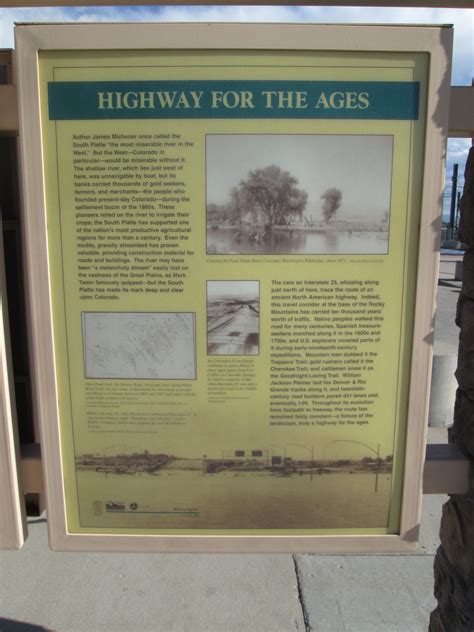 HIGHWAY FOR THE AGES
Author James Michener once called the
South Platte "the most miserable river in the
West." But the West—Colorado in
particular—would be miserable without it.
The shallow river, which lies just west of
here, was unnavigable by boat, but its
banks carried thousands of gold seekers,
farmers, and merchants—the people who
founded present-day Colorado—during the
settlement boom of the 1860s. These
pioneers relied on the river to irrigate their
crops; the South Platte has supported one
of the nation's most productive agricultural
regions for more than a century. Even the
muddy, gravelly streambed has proven
valuable, providing construction material for
roads and buildings. The river may have
been "a melancholy stream" easily lost on
the vastness of the Great Plains, as Mark
Twain famously quipped—but the South
Platte has made its mark deep and clear
upon Colorado.
The cars on Interstate 25, whizzing along
just north of here, trace the route of an
ancient North American highway. Indeed,
this travel corridor at the base of the Rocky
Mountains has carried ten thousand years'
worth of traffic. Native peoples walked this
road for many centuries. Spanish treasure-
seekers marched along it in the 1600s and
1700s, and U.S. explorers covered parts of
it during early-nineteenth-century
expeditions. Mountain men dubbed it the
Trappers' Trail; gold rushers called it the
Cherokee Trail; and cattlemen knew it as
the Goodnight-Loving Trail. William
Jackson Palmer laid his Denver & Rio
Grande tracks along it, and twentieth-
century road builders paved dirt lanes and,
eventually, I-25. Throughout its evolution
from footpath to freeway, the route has
remained fairly constant—a fixture of the
landscape, truly a highway for the ages.